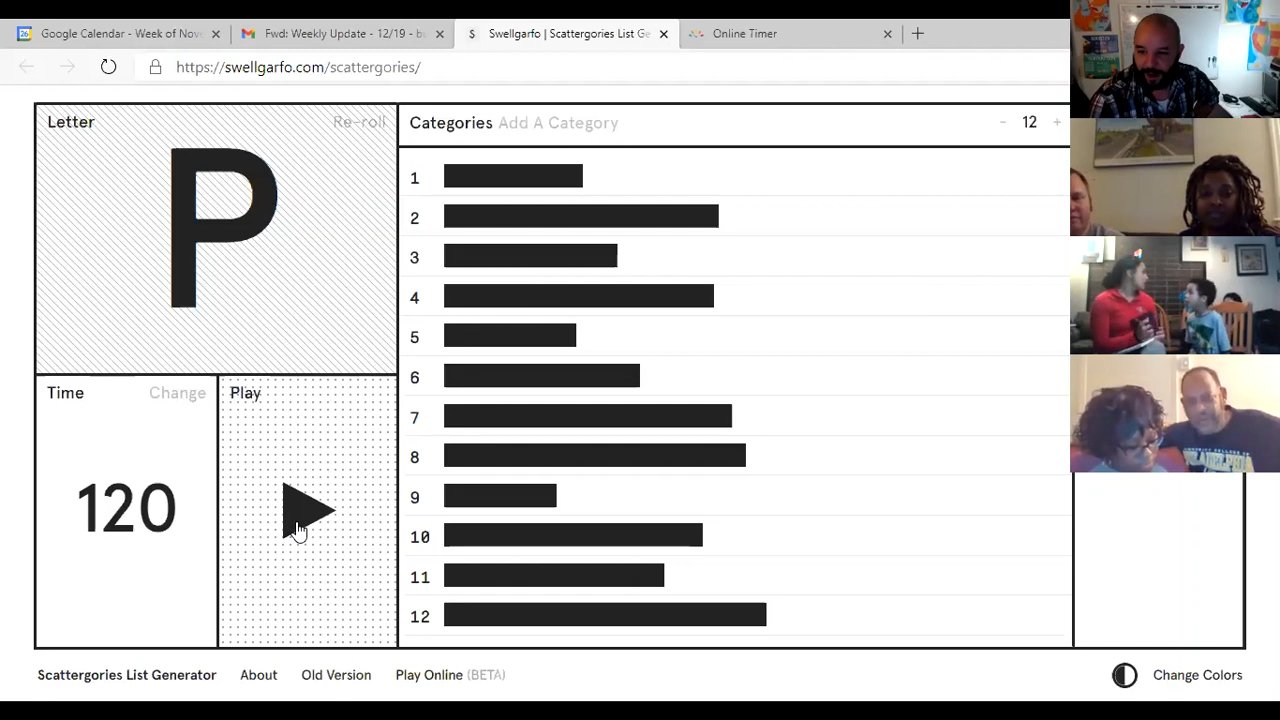 Google Calendar - Week of Nov
Fwd: Weekly Update - 12/19 -
Swellgarfo | Scattergories List Ge
Online Timer
https://swellgarfo.com/scattergories/
Letter
Re-roll
P
Categories
Add A Category
- 12 +
1
2
3
4
5
6
7
8
9
10
11
12
Time
Change
120
Play
Scattergories List Generator
About
Old Version
Play Online (BETA)
Change Colors